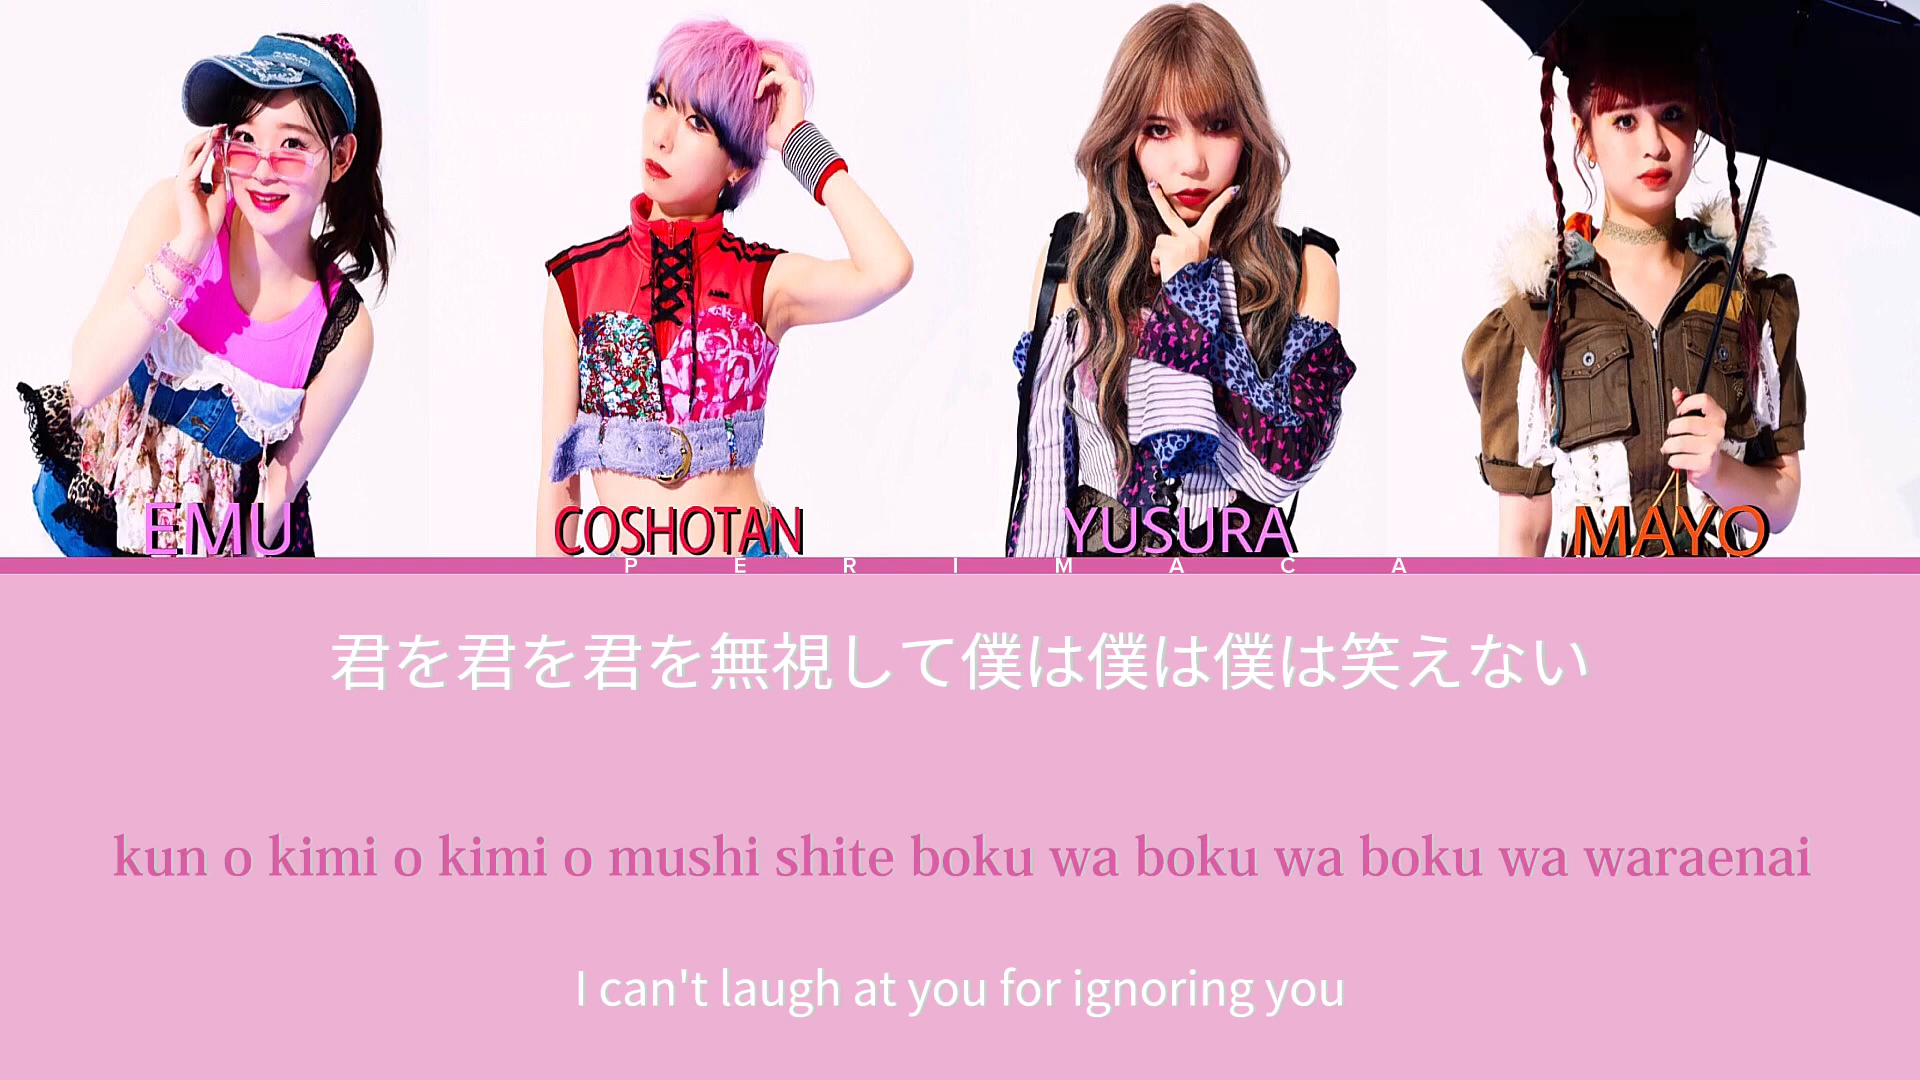 EMU COSHOTAN YUSURA MAYO
PERIMACA
君を君を君を無視して僕は僕は僕は笑えない
kun o kimi o kimi o mushi shite boku wa boku wa boku wa waraenai
I can't laugh at you for ignoring you